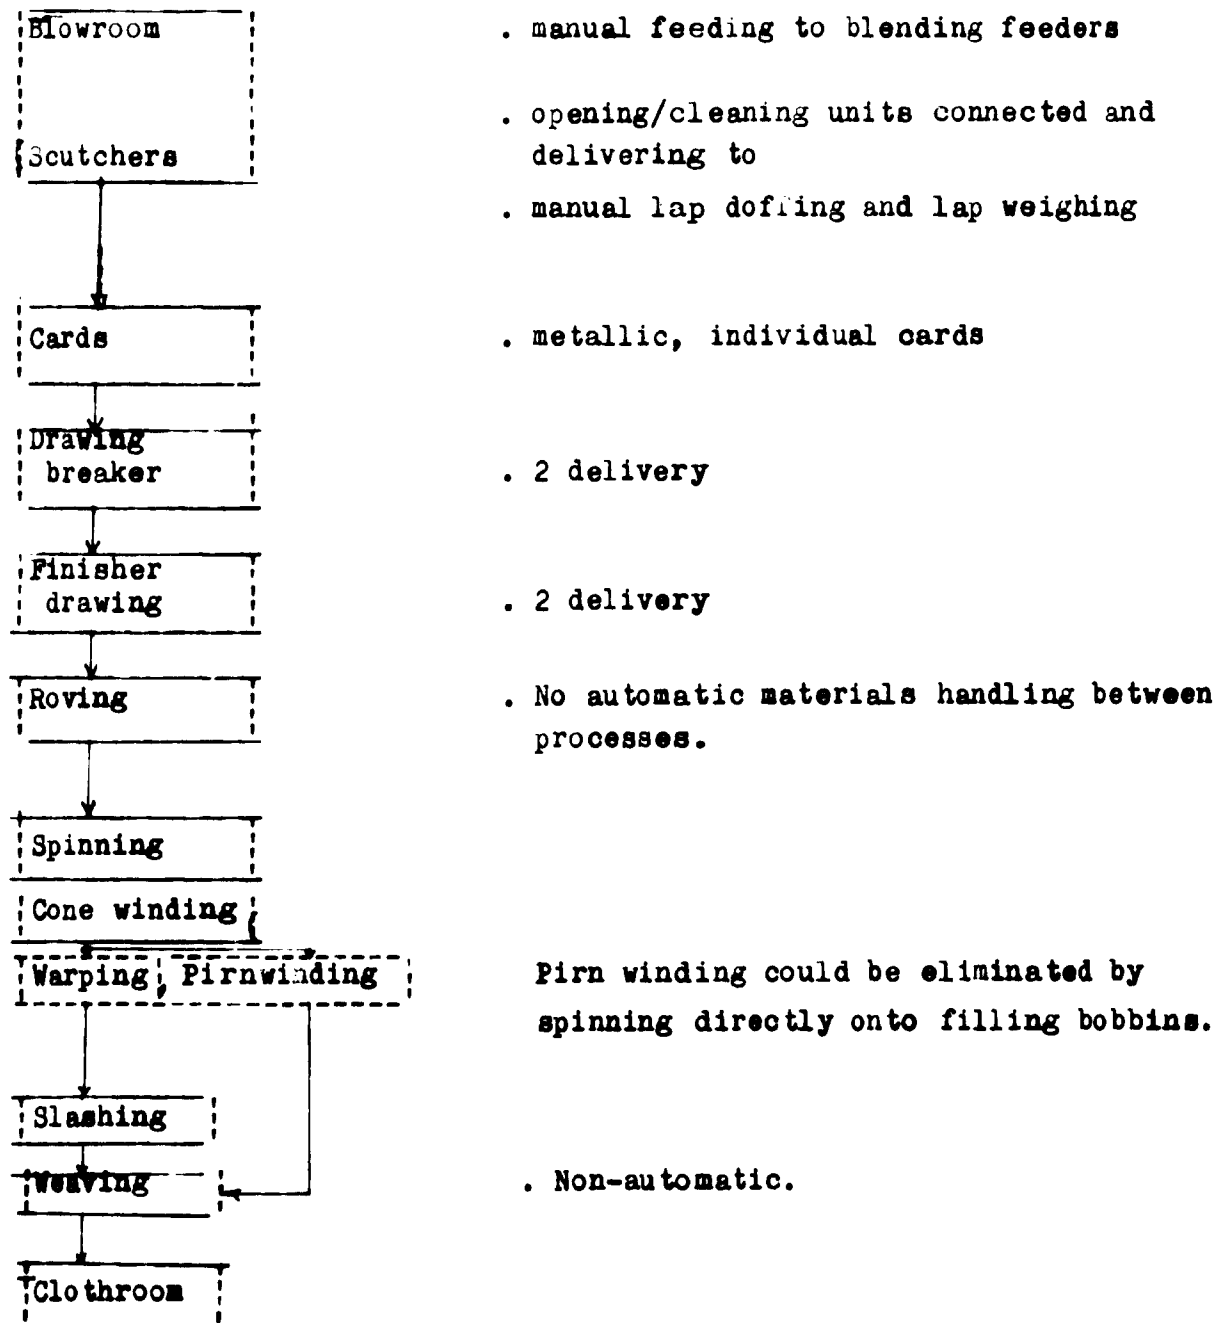 Blowroom
. manual feeding to blending feeders
. opening/cleaning units connected and
Scutchers
delivering to
. manual lap doffing and lap weighing
Cards
. metallic, individual cards
Drawing
breaker
. 2 delivery
Finisher
drawing
. 2 delivery
Roving
. No automatic materials handling between
processes.
Spinning
Cone winding
Warping
Pirnwinding
Pirn winding could be eliminated by
spinning directly onto filling bobbins.
Slashing
Weaving
. Non-automatic.
Clothroom